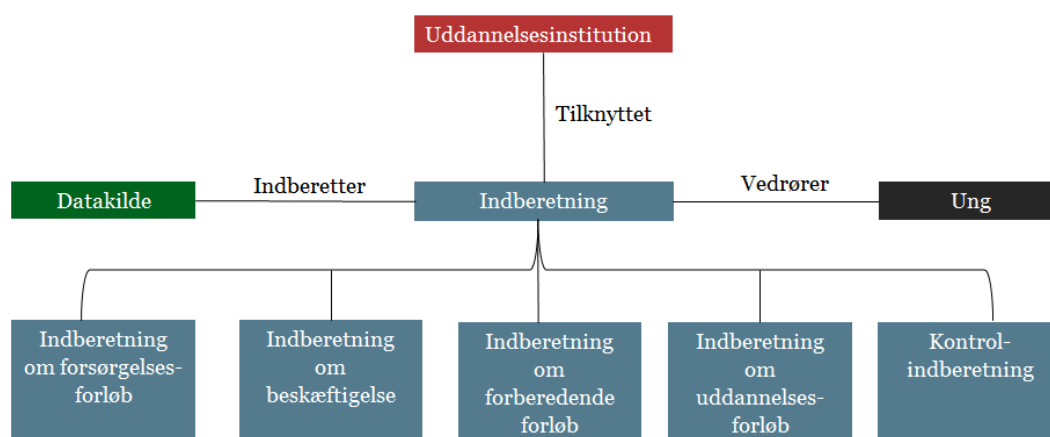 Uddannelsesinstitution
Tilknyttet
Datakilde
Indberetter
Indberetning
Vedrører
Ung
Indberetning
om forsørgelses-
forløb
Indberetning
om
beskæftigelse
Indberetning
om
forberedende
forløb
Indberetning
om
uddannelses-
forløb
Kontrol-
indberetning